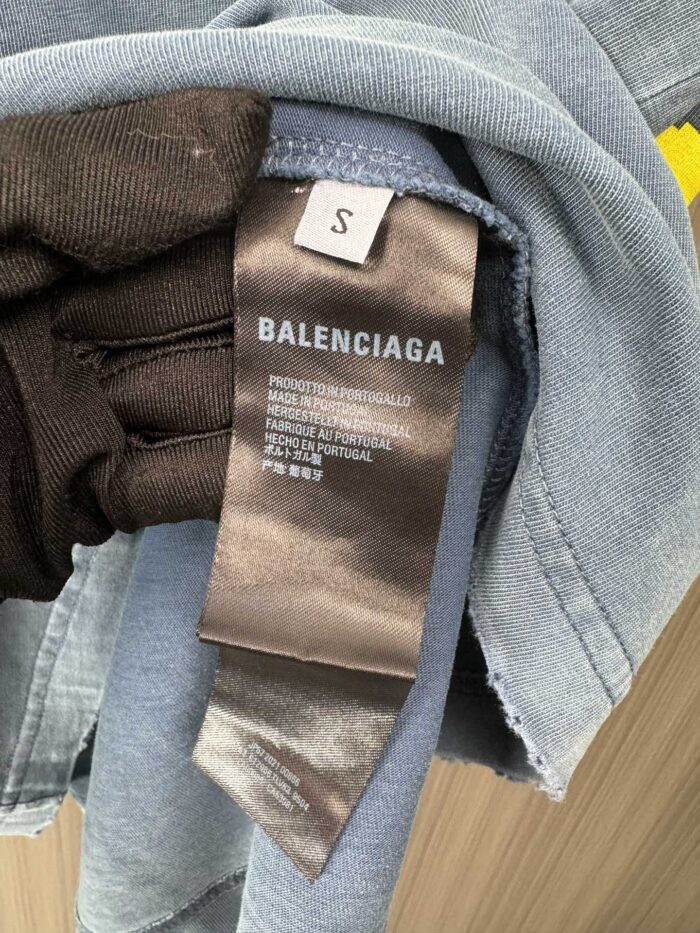 S
BALENCIAGA
PRODOTTO IN PORTOGALLO
MADE IN PORTUGAL
HERGESTELLT IN PORTUGAL
FABRIQUÉ AU PORTUGAL
HECHO EN PORTUGAL
ポルトガル製
产地:葡萄牙